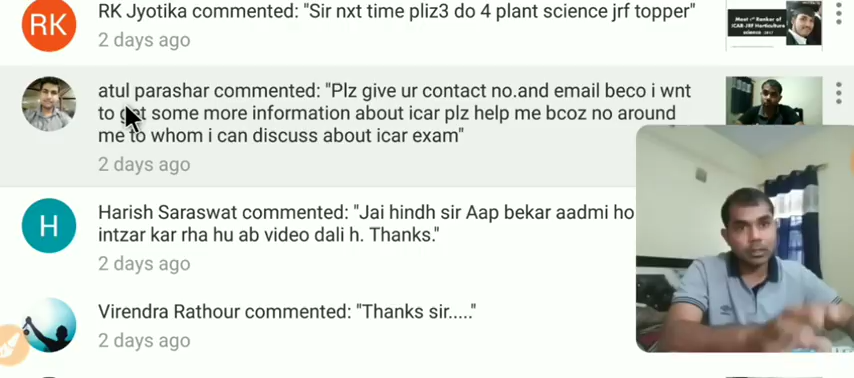 RK
RK Jyotika commented: "Sir nxt time pliz3 do 4 plant science jrf topper"
2 days ago
atul parashar commented: "Plz give ur contact no.and email beco i wnt
to get some more information about icar plz help me bcoz no around
me to whom i can discuss about icar exam"
2 days ago
H
Harish Saraswat commented: "Jai hindh sir Aap bekar aadmi ho
intzar kar rha hu ab video dali h. Thanks."
2 days ago
Virendra Rathour commented: "Thanks sir....."
2 days ago